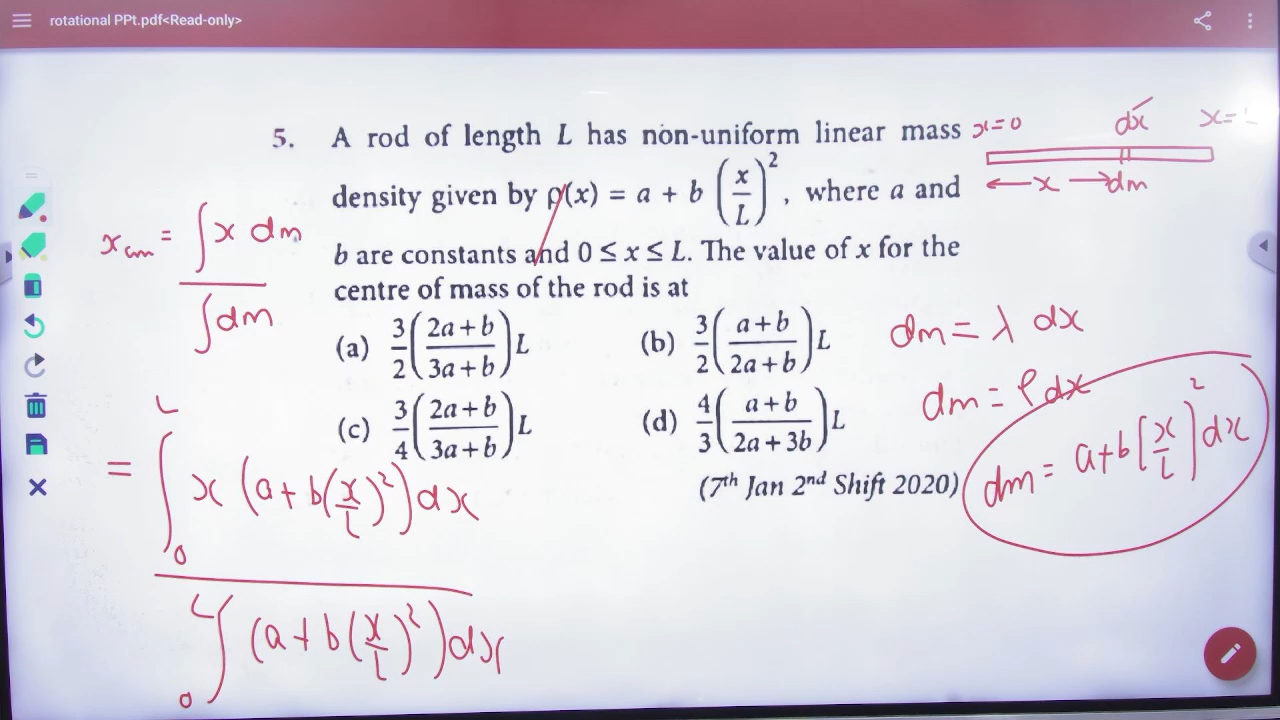 rotational PPt.pdf<Read-only>
5. A rod of length L has non-uniform linear mass
density given by ρ(x) = a + b (x/L)², where a and
b are constants and 0 ≤ x ≤ L. The value of x for the
centre of mass of the rod is at
(a) 3/2 ((2a + b)/(3a + b)) L
(b) 3/2 ((a + b)/(2a + b)) L
(c) 3/4 ((2a + b)/(3a + b)) L
(d) 4/3 ((a + b)/(2a + 3b)) L
(7th Jan 2nd Shift 2020)
x=0 dx x=
x dm
x cm = ∫x dm / ∫dm
= ∫₀ᴸ x (a + b(x/L)²) dx
∫₀ᴸ (a + b(x/L)²) dx
dm = λ dx
dm = ρ dx
dm = a+b[x/L]² dx